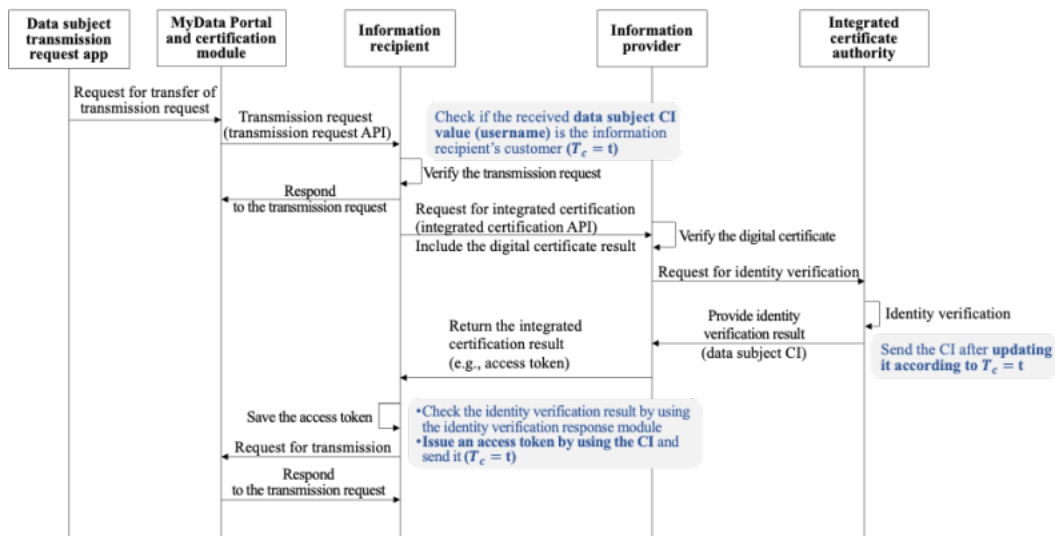 Data subject
transmission
request app
MyData Portal
and certification
module
Information
recipient
Information
provider
Integrated
certificate
authority
Request for transfer of
transmission request
Transmission request
(transmission request API)
Check if the received data subject CI
value (username) is the information
recipient's customer (T_c = t)
Verify the transmission request
Respond
to the transmission request
Request for integrated certification
(integrated certification API)
Include the digital certificate result
Verify the digital certificate
Request for identity verification
Identity verification
Provide identity
verification result
(data subject CI)
Send the CI after updating
it according to T_c = t
Return the integrated
certification result
(e.g., access token)
Save the access token
•Check the identity verification result by using
the identity verification response module
•Issue an access token by using the CI and
send it (T_c = t)
Request for transmission
Respond
to the transmission request